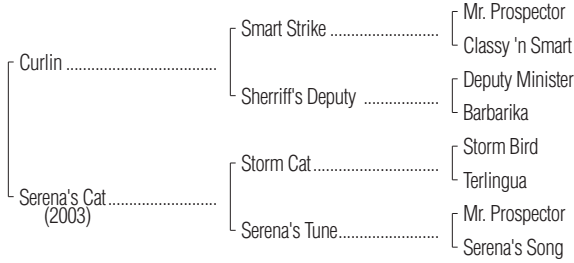 Mr. Prospector
Smart Strike ..............................
Classy 'n Smart
Curlin ..........................................
Deputy Minister
Sherriff's Deputy ....................
Barbarika
Storm Bird
Storm Cat...................................
Terlingua
Serena's Cat..............................
(2003)
Mr. Prospector
Serena's Tune...........................
Serena's Song